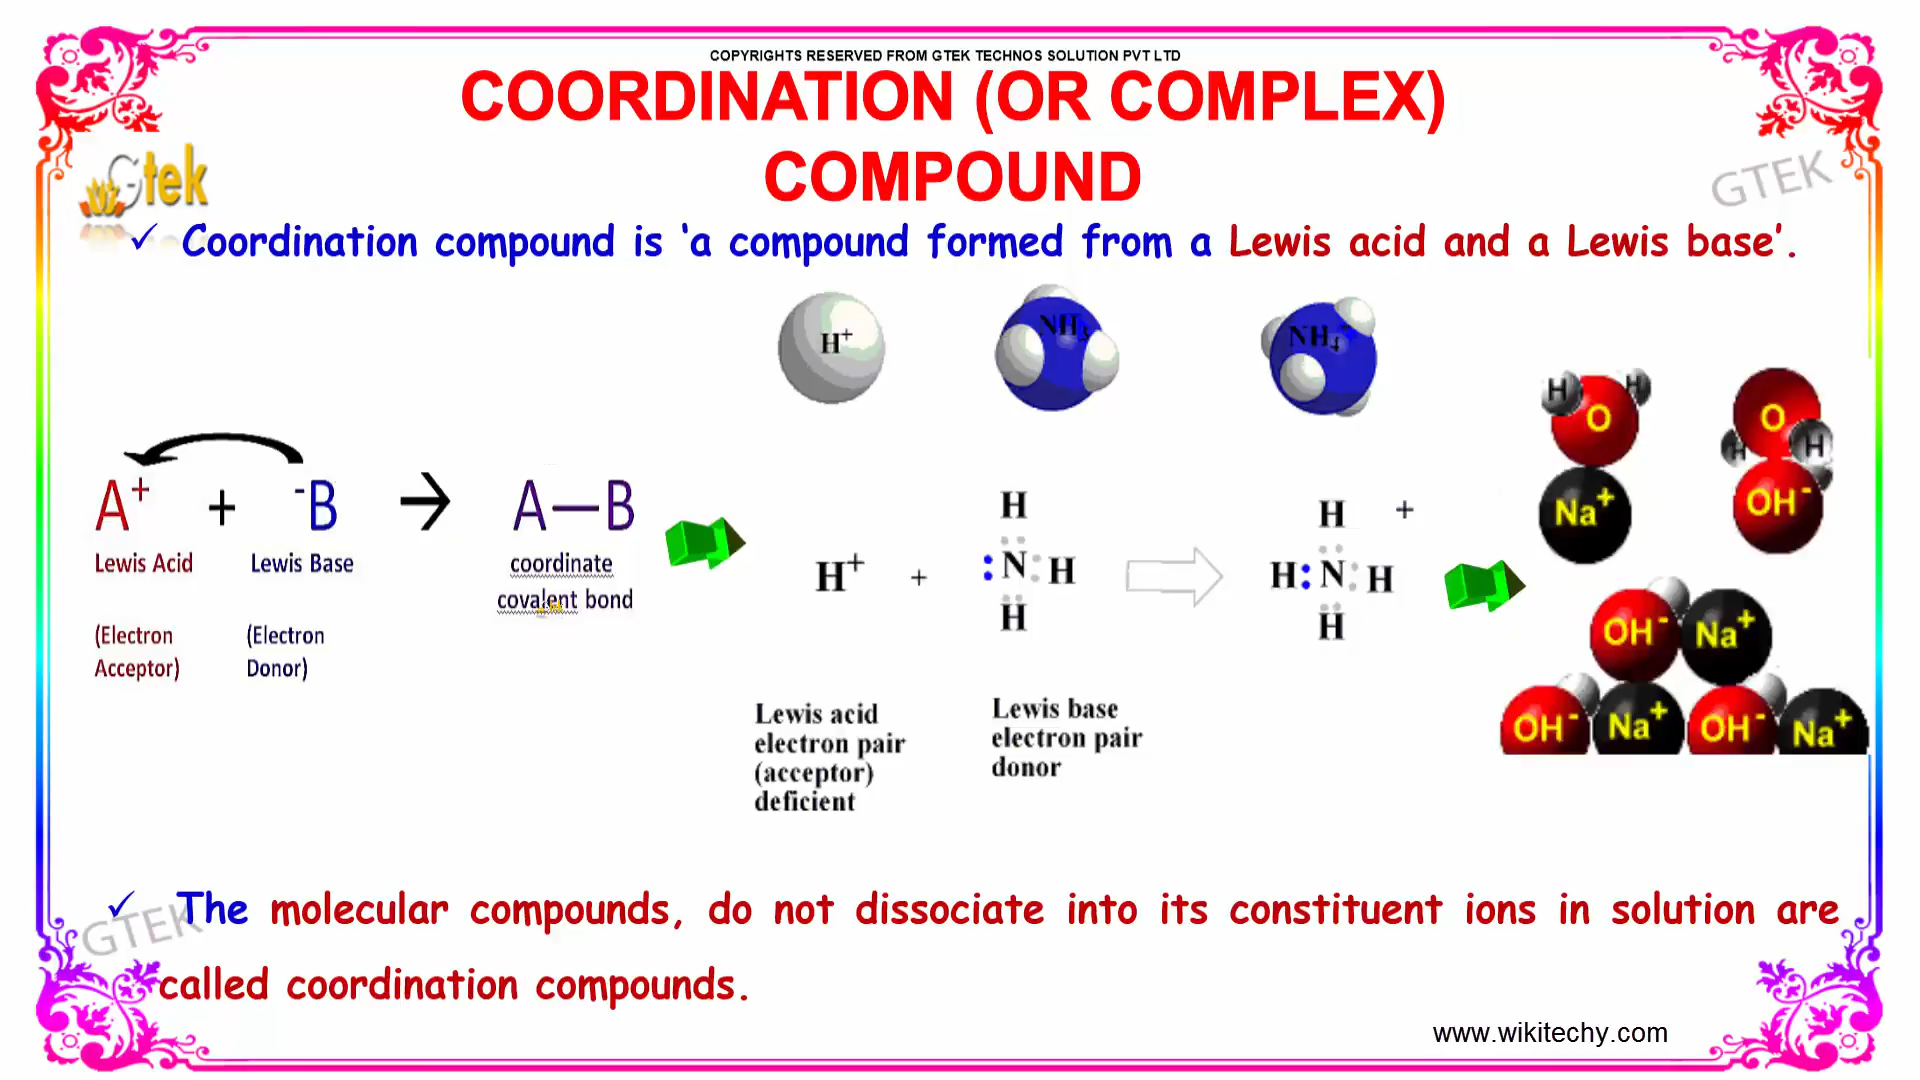 COPYRIGHTS RESERVED FROM GTEK TECHNOS SOLUTION PVT LTD
COORDINATION (OR COMPLEX)
COMPOUND
Gtek
GTEK
✓ Coordination compound is ‘a compound formed from a Lewis acid and a Lewis base’.
H⁺
NH₃
NH₄⁺
H H
O
Na⁺
O
H H
OH⁻
A⁺ + ⁻B → A—B
Lewis Acid
Lewis Base
coordinate
covalent bond
(Electron
Acceptor)
(Electron
Donor)
H
H⁺ + :N:H
H
H +
H:N:H
H
OH⁻ Na⁺
OH⁻ Na⁺ OH⁻ Na⁺
Lewis acid
electron pair
(acceptor)
deficient
Lewis base
electron pair
donor
✓ The molecular compounds, do not dissociate into its constituent ions in solution are
called coordination compounds.
GTEK
www.wikitechy.com